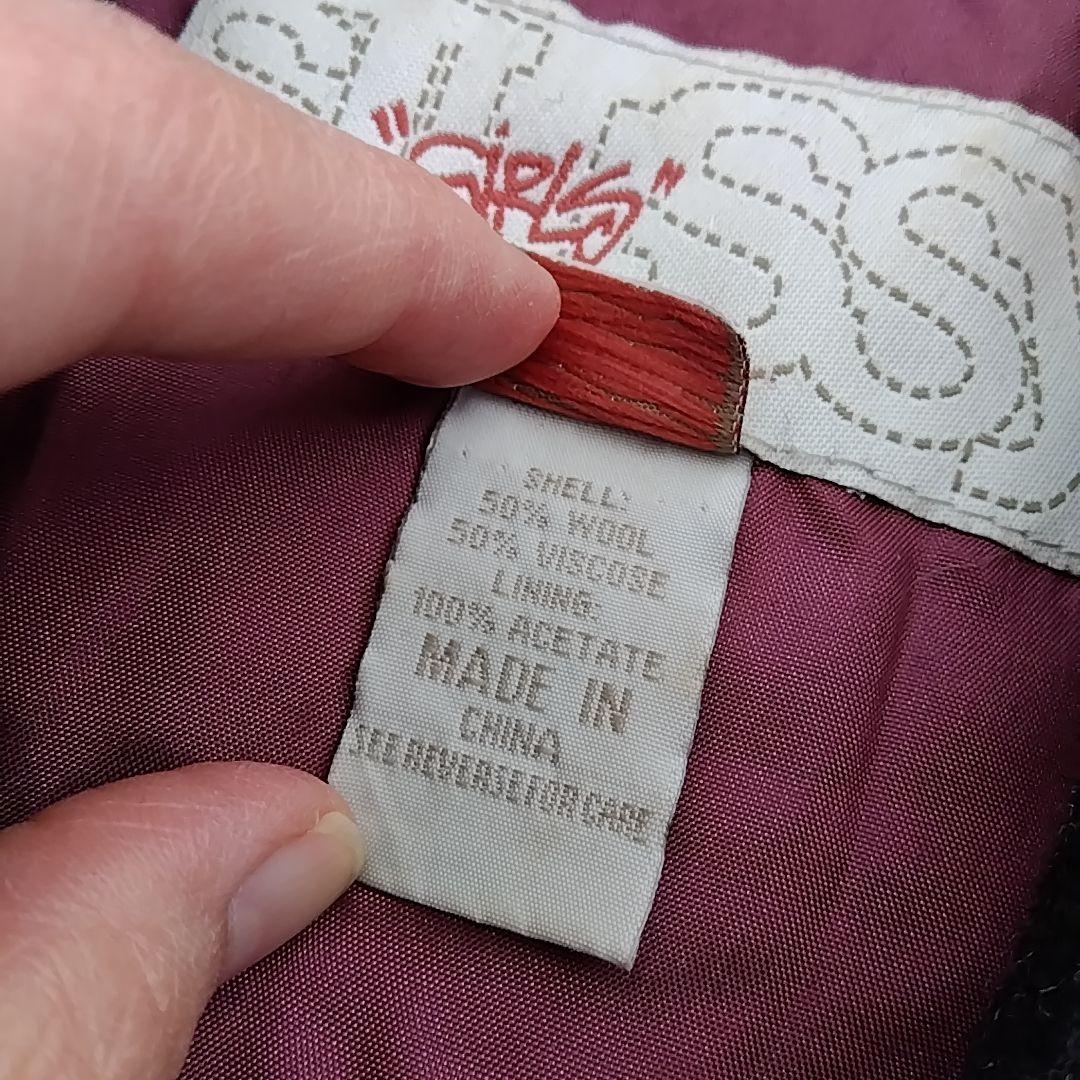 "Girls"
SHELL:
50% WOOL
50% VISCOSE
LINING:
100% ACETATE
MADE IN
CHINA
SEE REVERSE FOR CARE